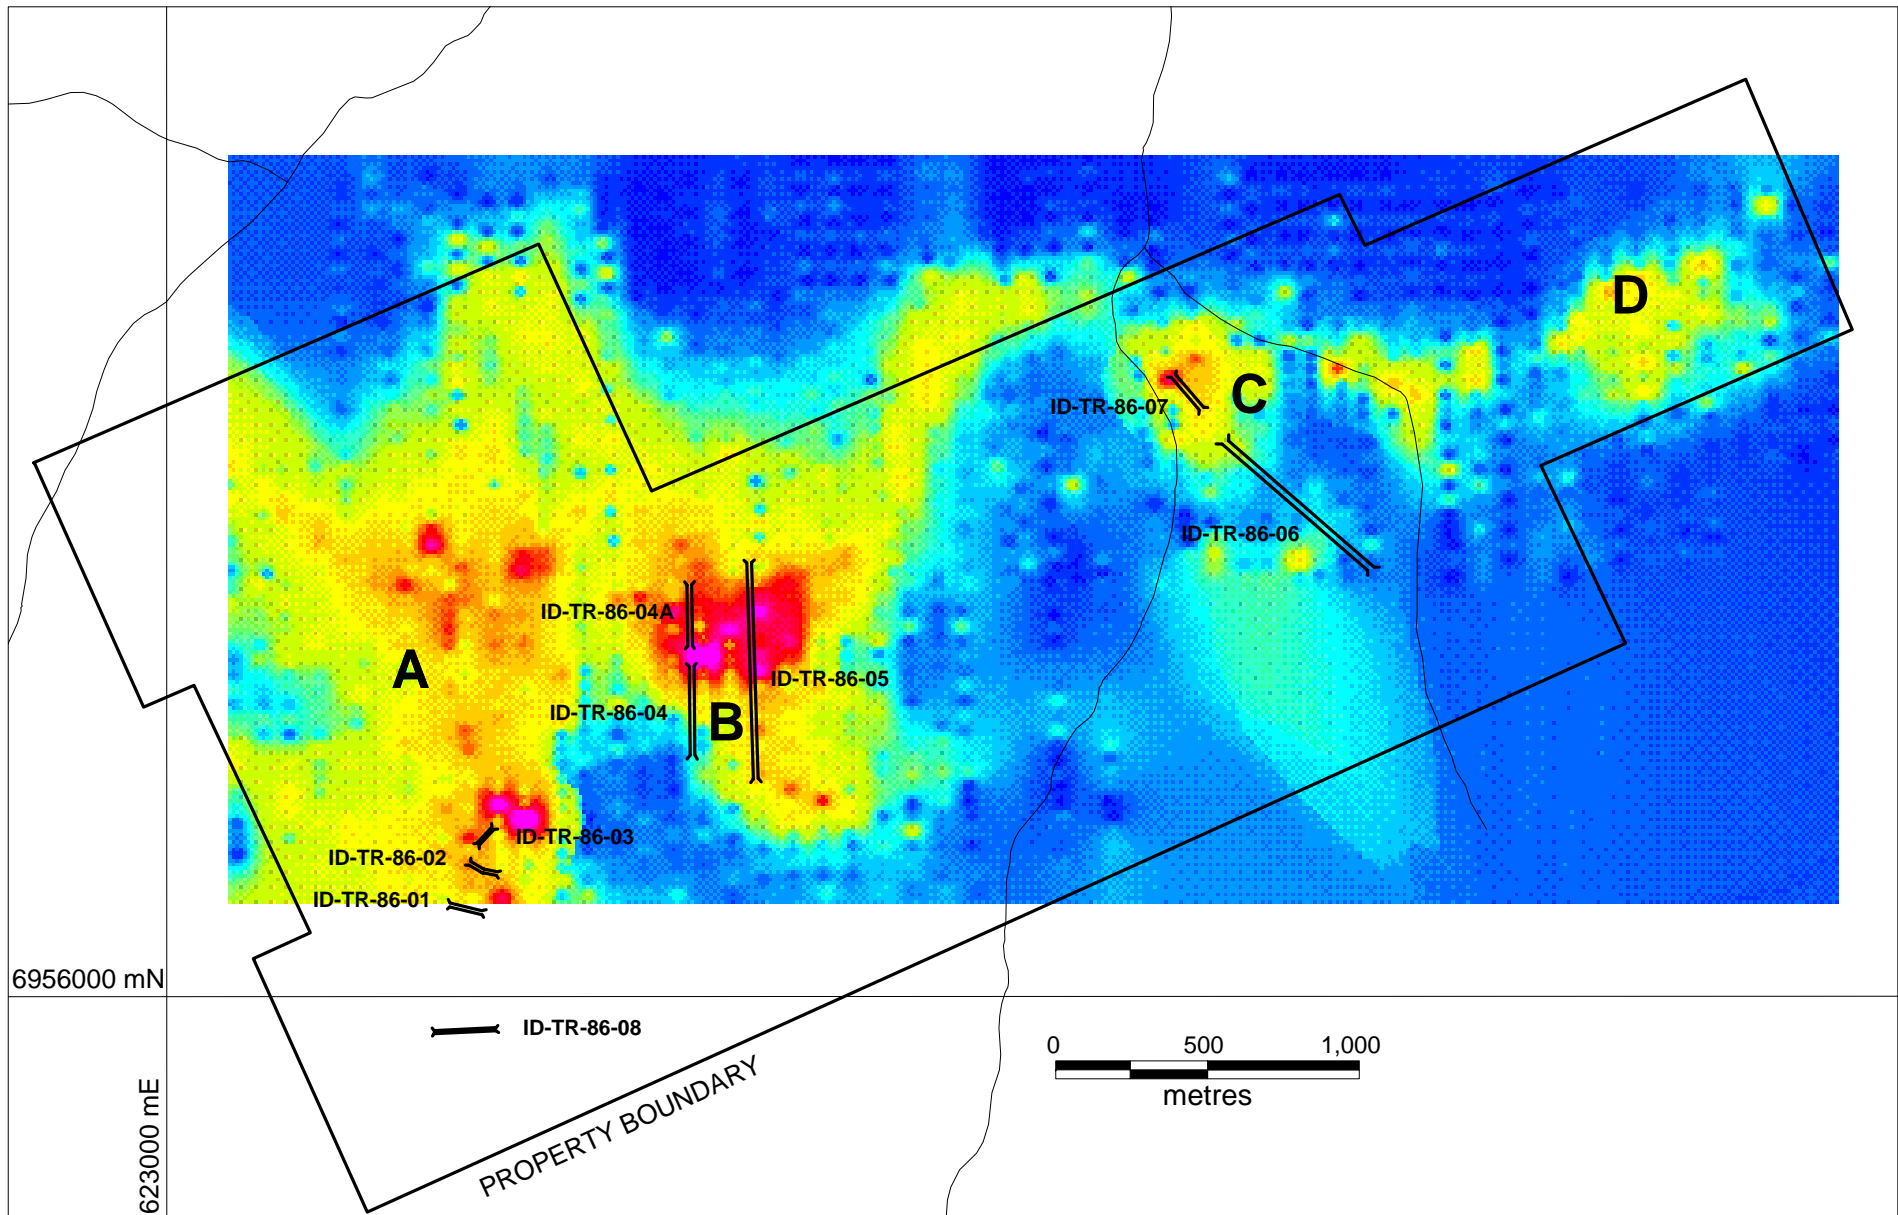 D
C
ID-TR-86-07
ID-TR-86-06
ID-TR-86-04A
A
ID-TR-86-05
ID-TR-86-04
B
ID-TR-86-03
ID-TR-86-02
ID-TR-86-01
6956000 mN
ID-TR-86-08
0 500 1,000
metres
PROPERTY BOUNDARY
623000 mE